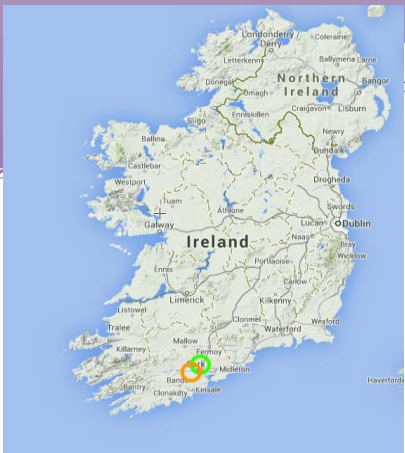 Londonderry /
Derry
Coleraine
Letterkenny
Ballymena Larne
Donegal
Northern
Ireland
Bangor
Omagh
Craigavon
Lisburn
Enniskillen
Sligo
Newry
Ballina
Dundalk
Castlebar
Westport
Drogheda
Tuam
Swords
Athlone
Lucan
Dublin
Galway
Ireland
Naas
Bray
Wicklow
Ennis
Portlaoise
Carlow
Limerick
Kilkenny
Listowel
Tralee
Clonmel
Wexford
Waterford
Killarney
Mallow
Fermoy
Midleton
Bantry
Clonakilty
Kinsale
Haverfordw